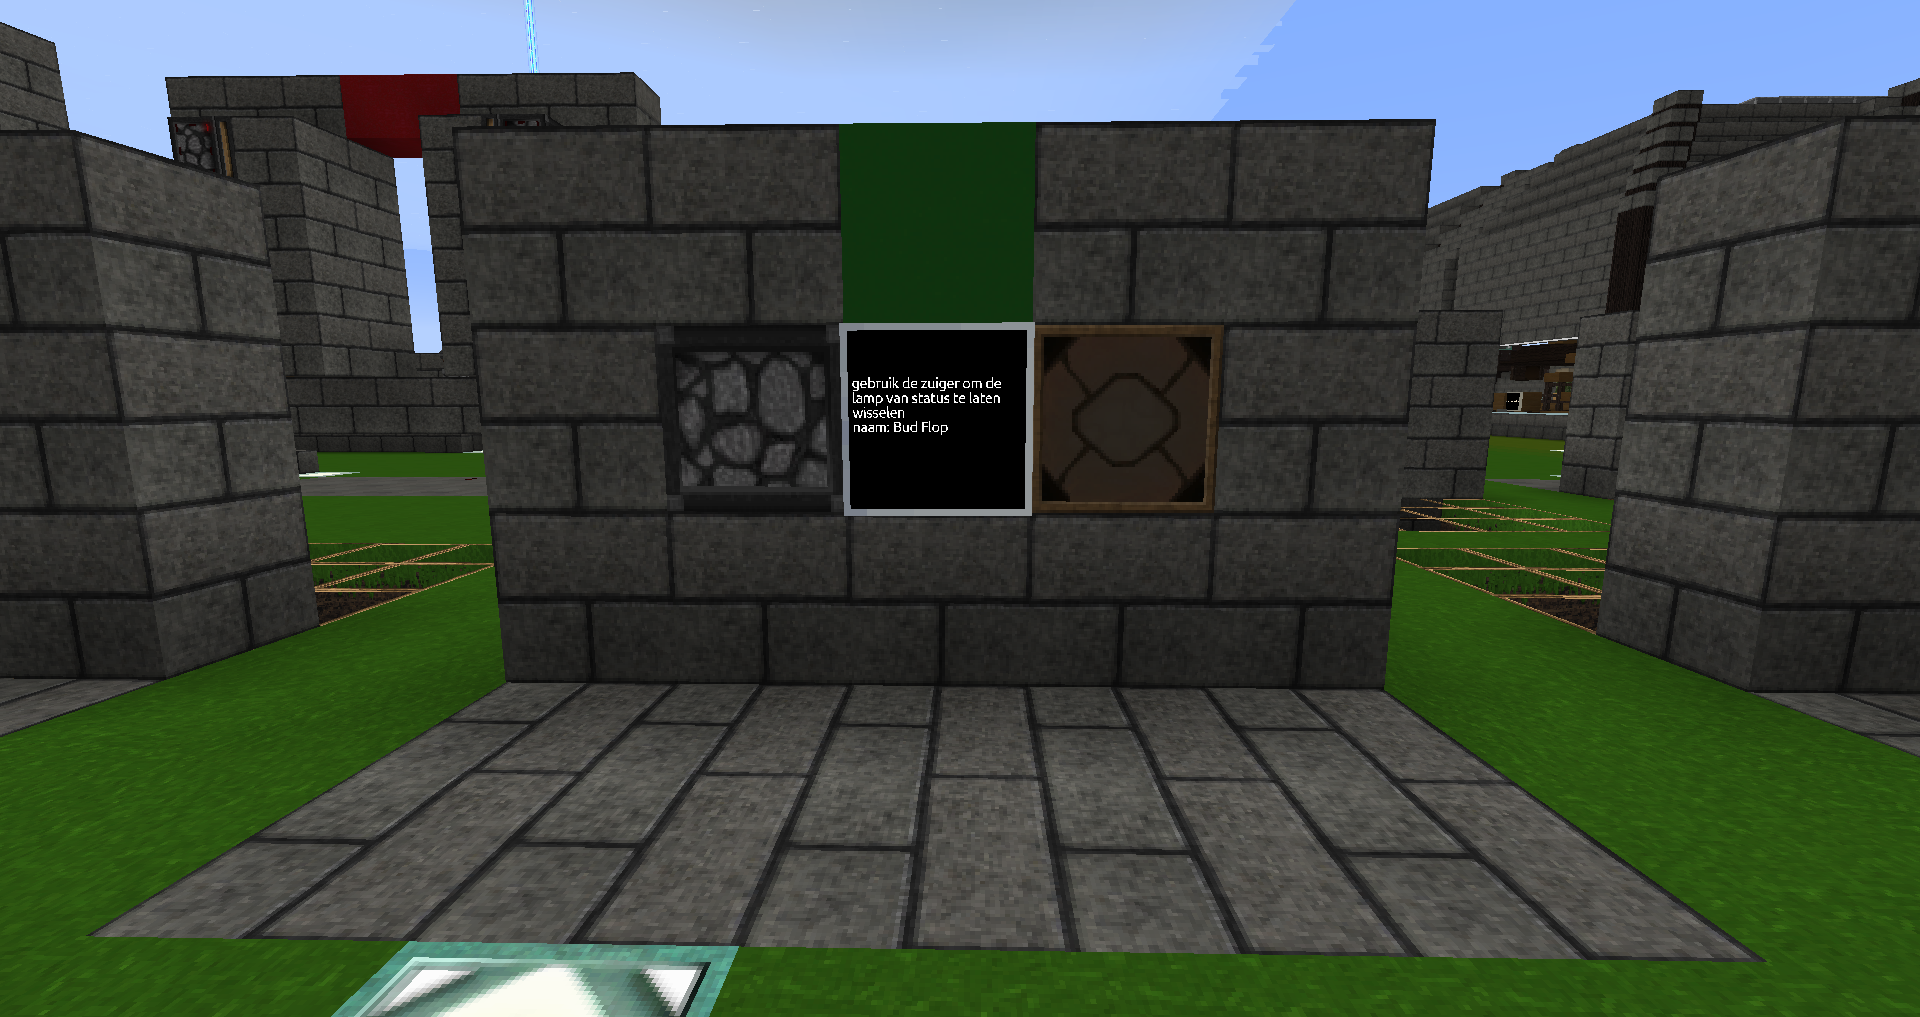 gebruik de zuiger om de
lamp van status te laten
wisselen
naam: Bud Flop